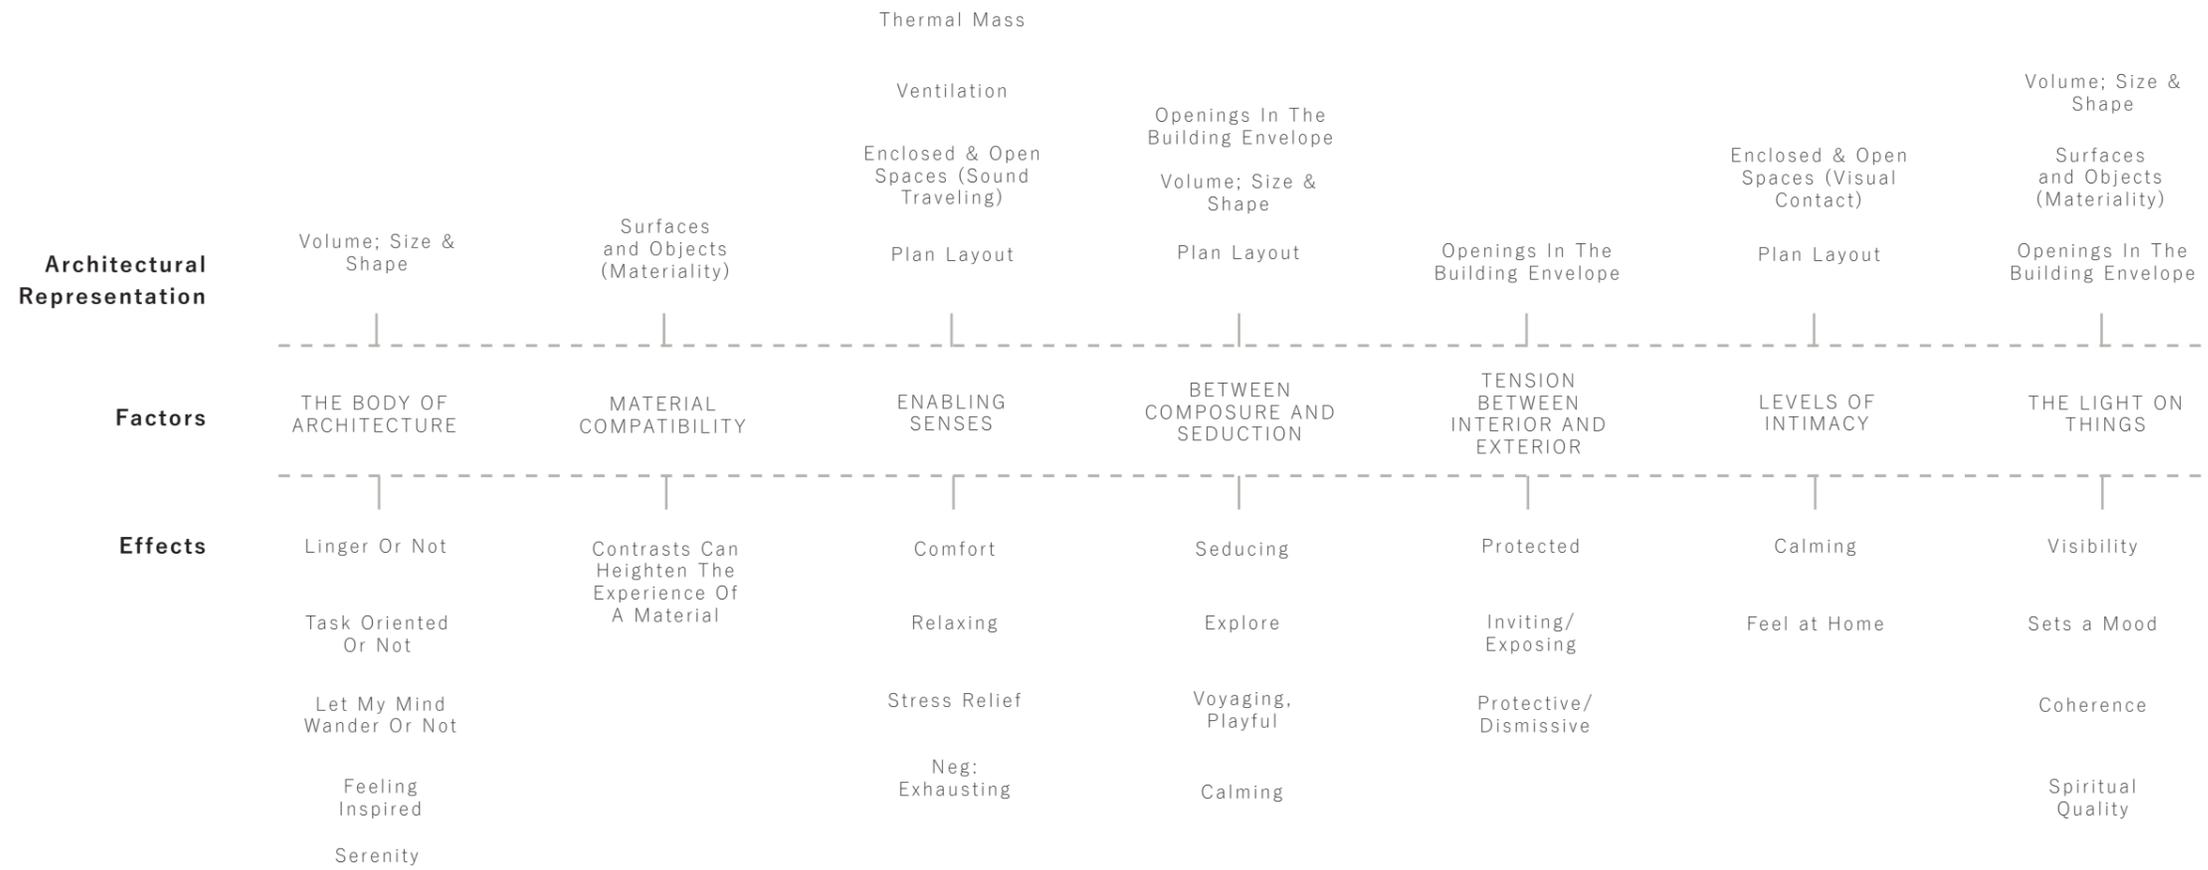 Architectural
Representation
Volume; Size &
Shape
Surfaces
and Objects
(Materiality)
Thermal Mass
Ventilation
Enclosed & Open
Spaces (Sound
Traveling)
Plan Layout
Openings In The
Building Envelope
Volume; Size &
Shape
Plan Layout
Openings In The
Building Envelope
Enclosed & Open
Spaces (Visual
Contact)
Plan Layout
Volume; Size &
Shape
Surfaces
and Objects
(Materiality)
Openings In The
Building Envelope
Factors
THE BODY OF
ARCHITECTURE
MATERIAL
COMPATIBILITY
ENABLING
SENSES
BETWEEN
COMPOSURE AND
SEDUCTION
TENSION
BETWEEN
INTERIOR AND
EXTERIOR
LEVELS OF
INTIMACY
THE LIGHT ON
THINGS
Effects
Linger Or Not
Task Oriented
Or Not
Let My Mind
Wander Or Not
Feeling
Inspired
Serenity
Contrasts Can
Heighten The
Experience Of
A Material
Comfort
Relaxing
Stress Relief
Neg:
Exhausting
Seducing
Explore
Voyaging,
Playful
Calming
Protected
Inviting/
Exposing
Protective/
Dismissive
Calming
Feel at Home
Visibility
Sets a Mood
Coherence
Spiritual
Quality